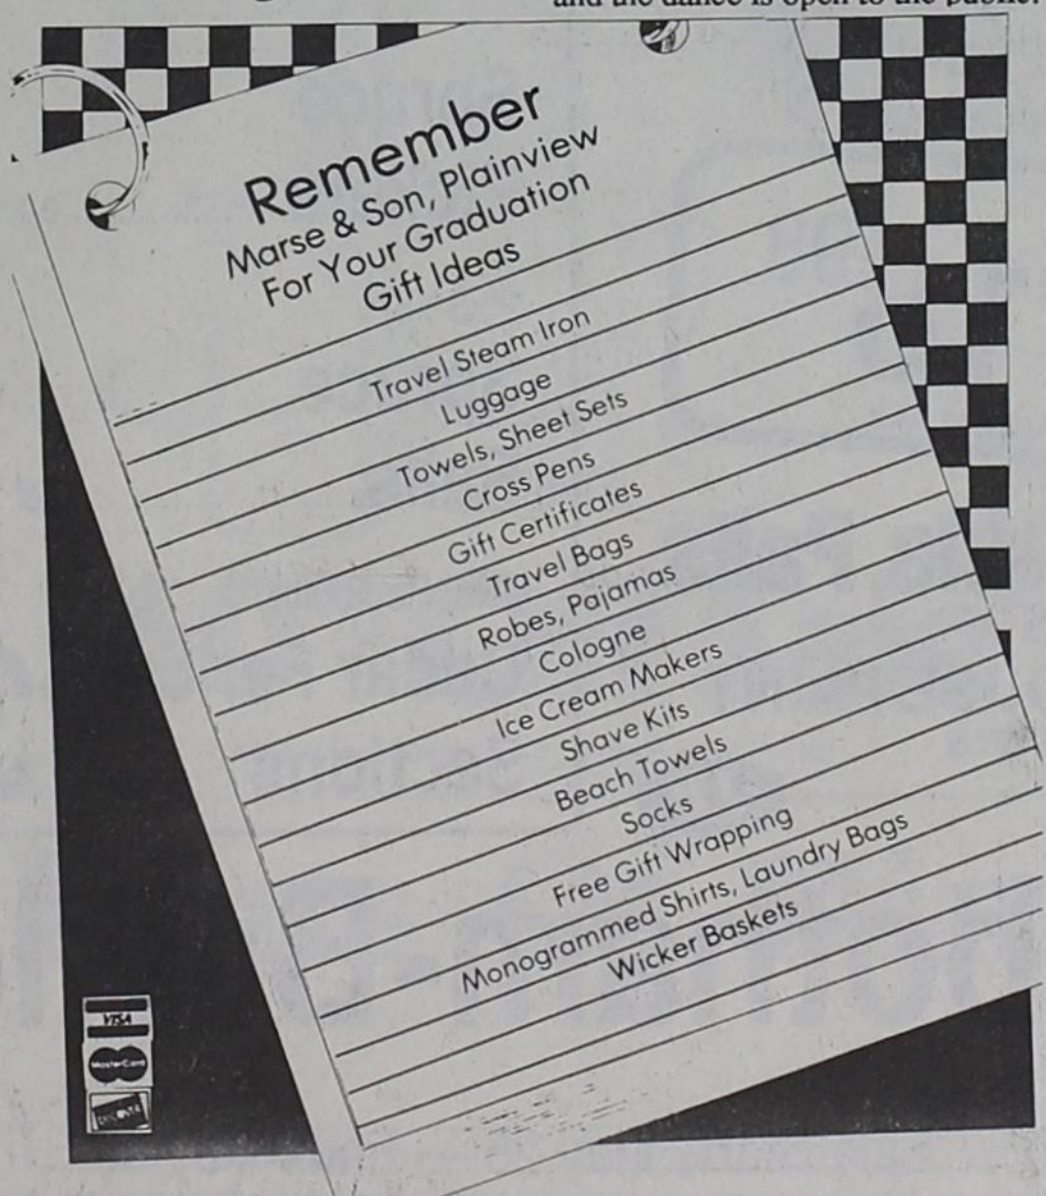 and the dance is open to the public.
Remember
Marse & Son, Plainview
For Your Graduation
Gift Ideas
Travel Steam Iron
Luggage
Towels, Sheet Sets
Cross Pens
Gift Certificates
Travel Bags
Robes, Pajamas
Cologne
Ice Cream Makers
Shave Kits
Beach Towels
Socks
Free Gift Wrapping
Monogrammed Shirts, Laundry Bags
Wicker Baskets
VISA
MasterCard
DISCOVER